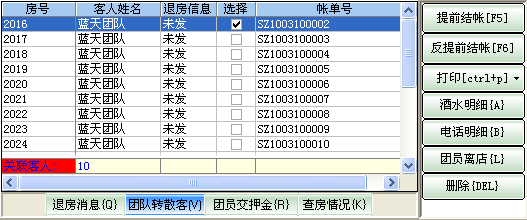 房号 客人姓名 退房信息 选择 帐单号
2016 蓝天团队 未发 SZ1003100002
2017 蓝天团队 未发 SZ1003100003
2018 蓝天团队 未发 SZ1003100004
2019 蓝天团队 未发 SZ1003100005
2020 蓝天团队 未发 SZ1003100006
2021 蓝天团队 未发 SZ1003100007
2022 蓝天团队 未发 SZ1003100008
2023 蓝天团队 未发 SZ1003100009
2024 蓝天团队 未发 SZ1003100010
关联客人: 10
退房消息{Q} 团队转散客{V} 团员交押金{R} 查房情况{K}
提前结帐[F5]
反提前结帐[F6]
打印[ctrl+p]
酒水明细{A}
电话明细{B}
团员离店{L}
删除{DEL}